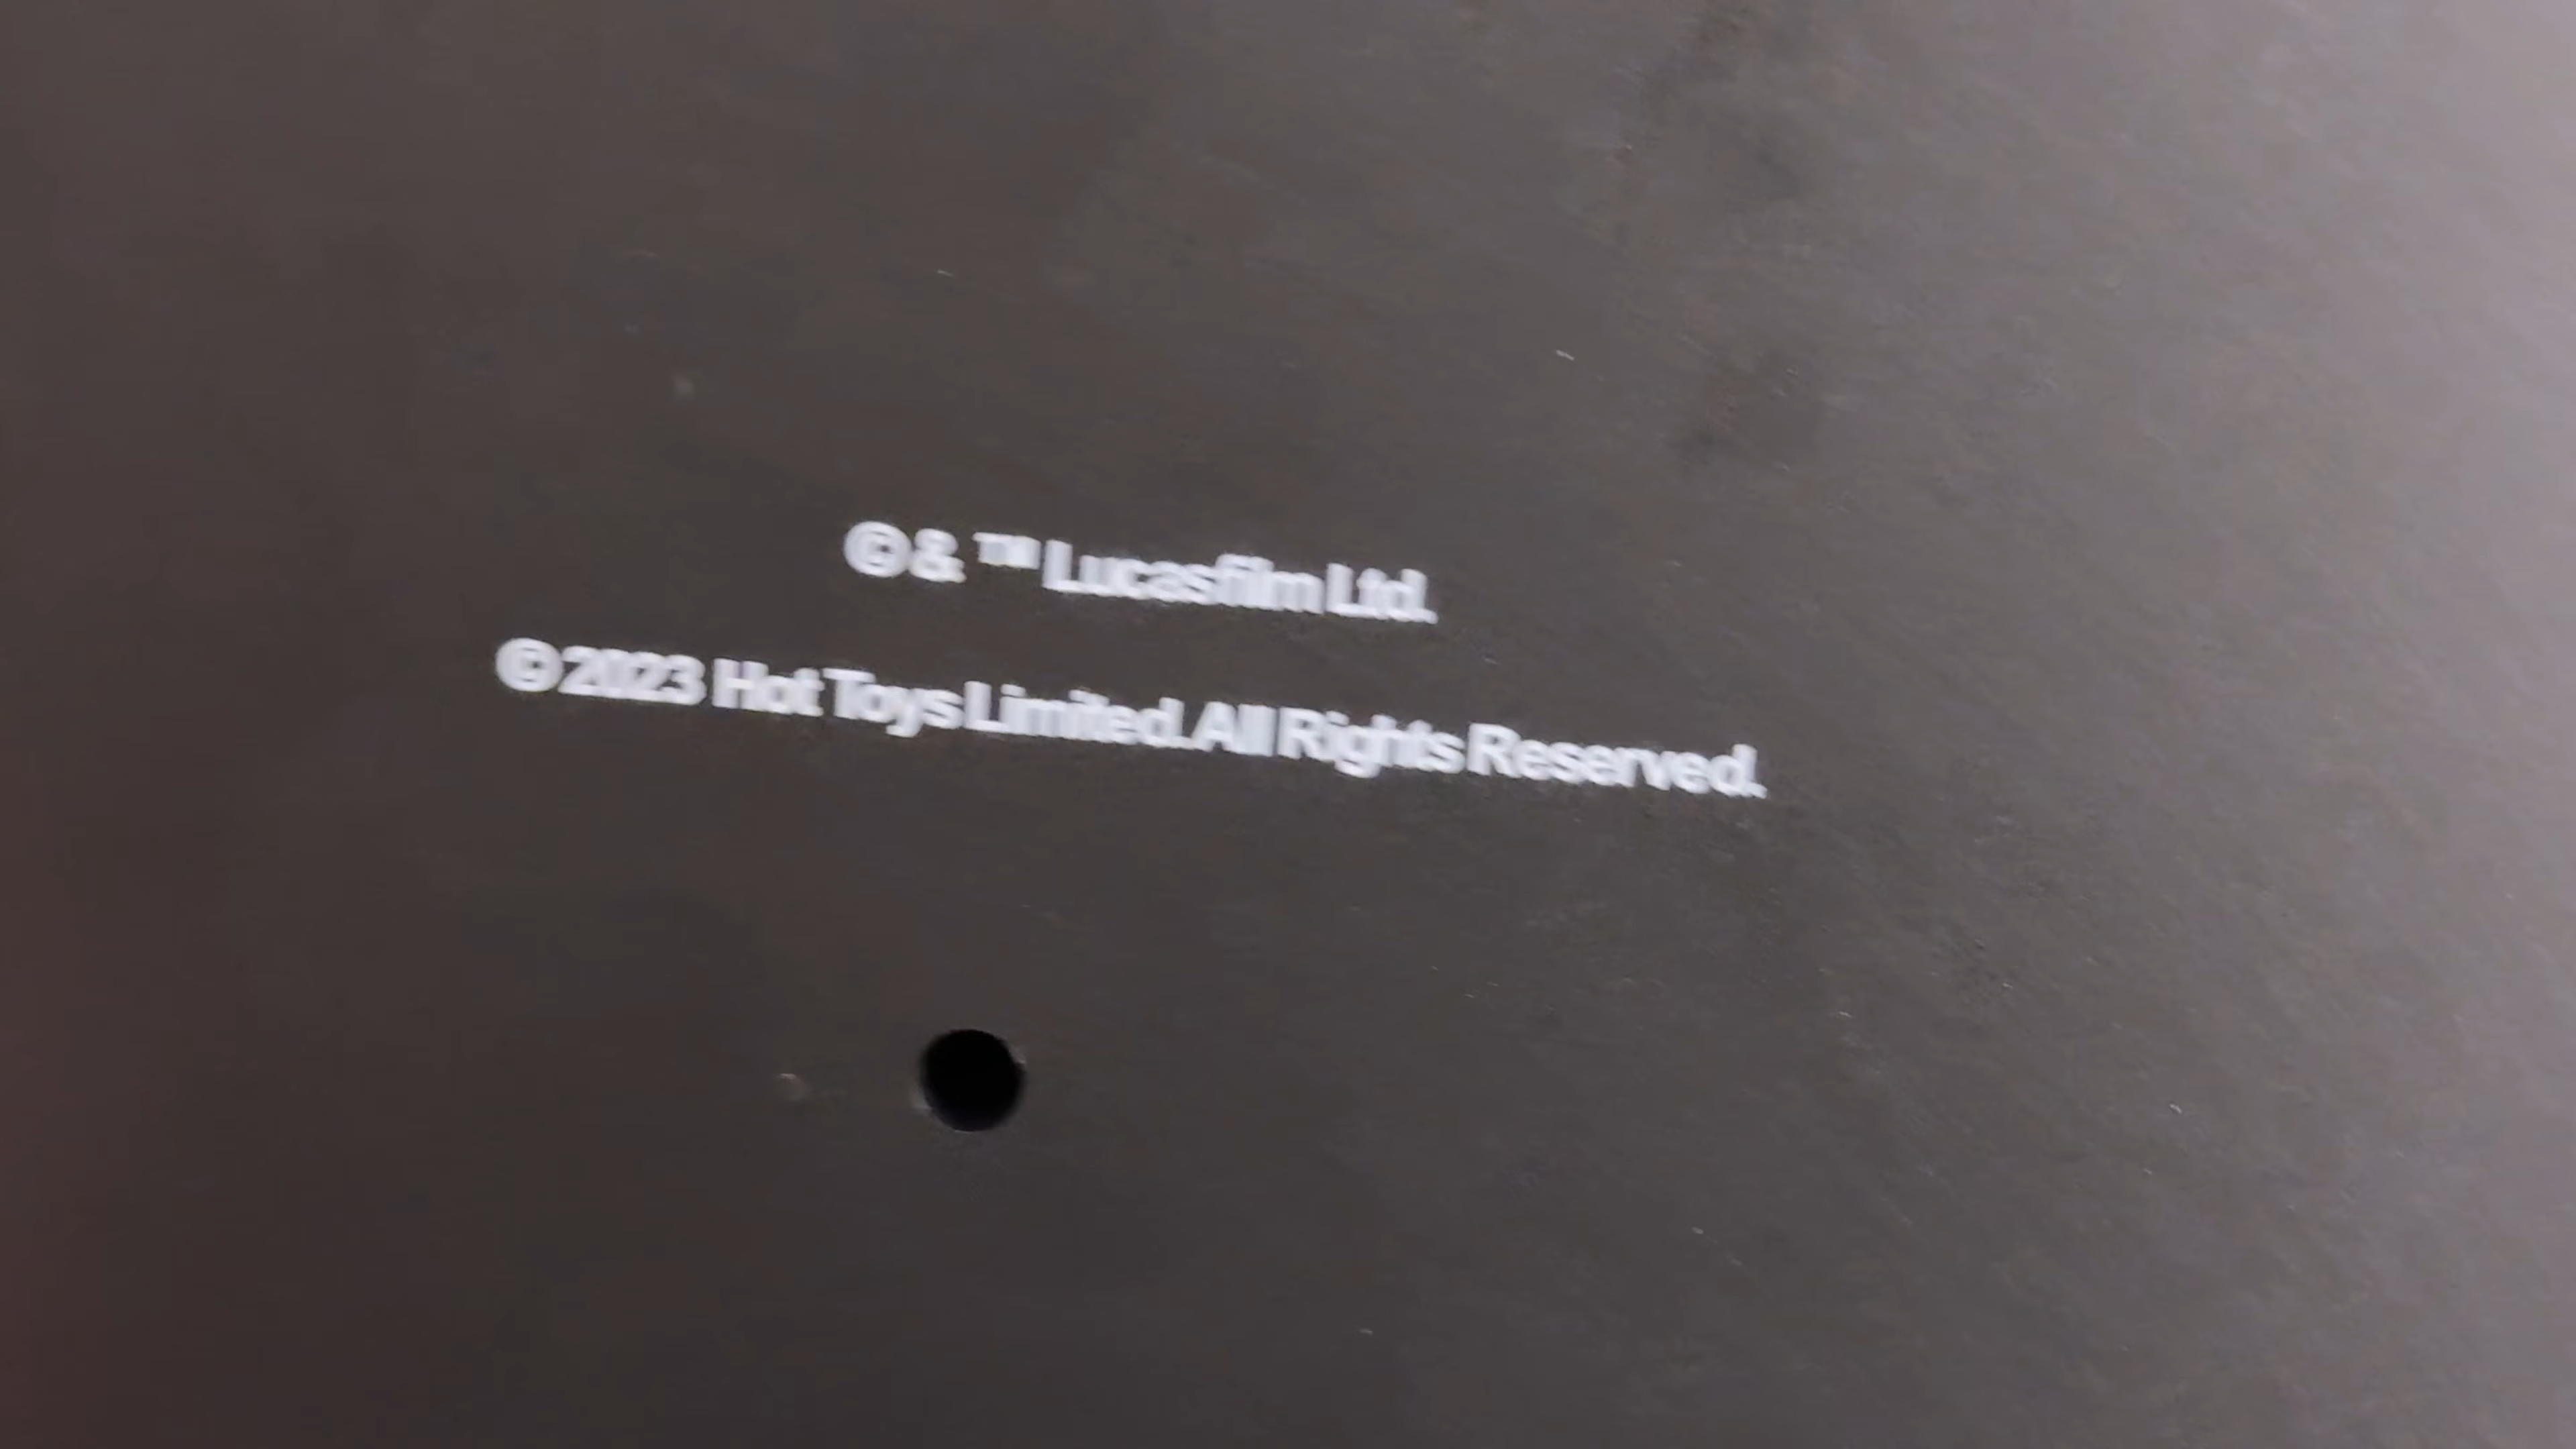 ©& ™ Lucasfilm Ltd.
©2023 Hot Toys Limited. All Rights Reserved.